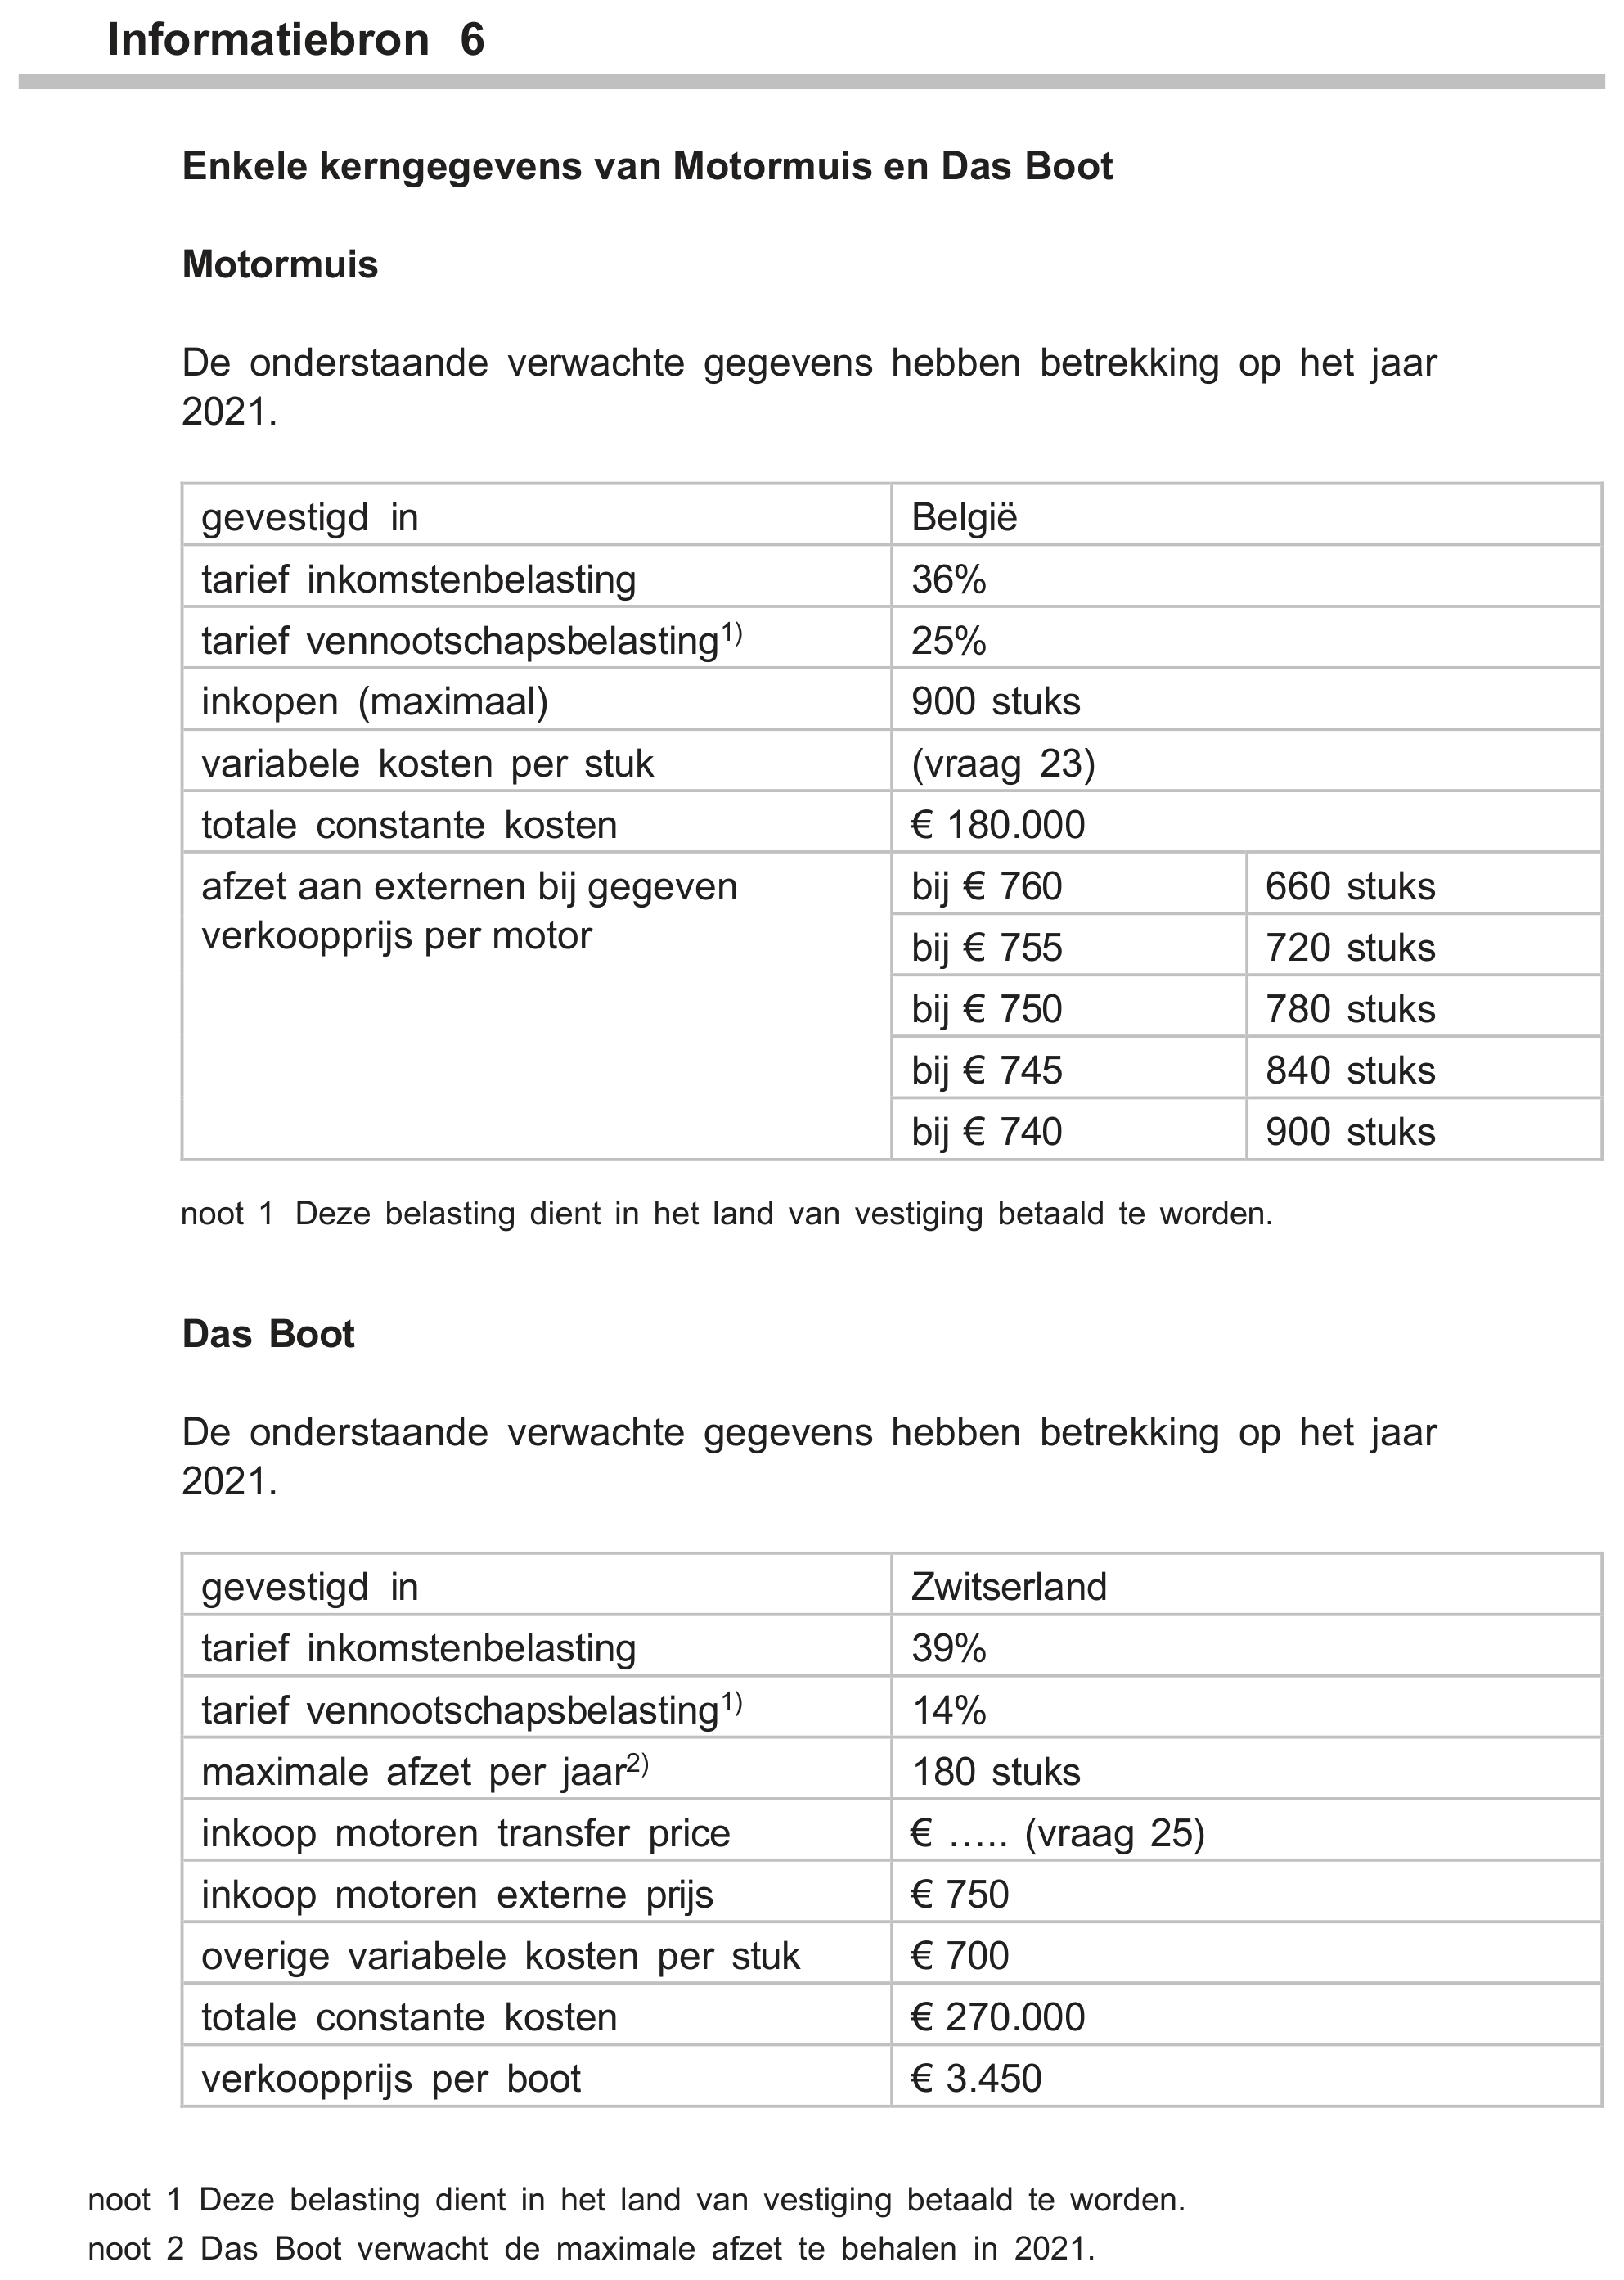 Informatiebron 6
Enkele kerngegevens van Motormuis en Das Boot
Motormuis
De onderstaande verwachte gegevens hebben betrekking op het jaar
2021.
gevestigd in België
tarief inkomstenbelasting 36%
tarief vennootschapsbelasting1) 25%
inkopen (maximaal) 900 stuks
variabele kosten per stuk (vraag 23)
totale constante kosten € 180.000
afzet aan externen bij gegeven bij € 760 660 stuks
verkoopprijs per motor bij € 755 720 stuks
bij € 750 780 stuks
bij € 745 840 stuks
bij € 740 900 stuks
noot 1 Deze belasting dient in het land van vestiging betaald te worden.
Das Boot
De onderstaande verwachte gegevens hebben betrekking op het jaar
2021.
gevestigd in Zwitserland
tarief inkomstenbelasting 39%
tarief vennootschapsbelasting1) 14%
maximale afzet per jaar2) 180 stuks
inkoop motoren transfer price € ..... (vraag 25)
inkoop motoren externe prijs € 750
overige variabele kosten per stuk € 700
totale constante kosten € 270.000
verkoopprijs per boot € 3.450
noot 1 Deze belasting dient in het land van vestiging betaald te worden.
noot 2 Das Boot verwacht de maximale afzet te behalen in 2021.